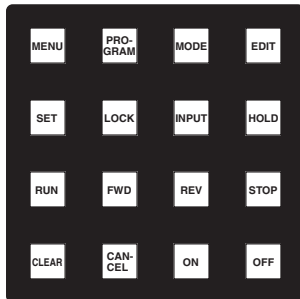 MENU
PRO-
GRAM
MODE
EDIT
SET
LOCK
INPUT
HOLD
RUN
FWD
REV
STOP
CLEAR
CAN-
CEL
ON
OFF